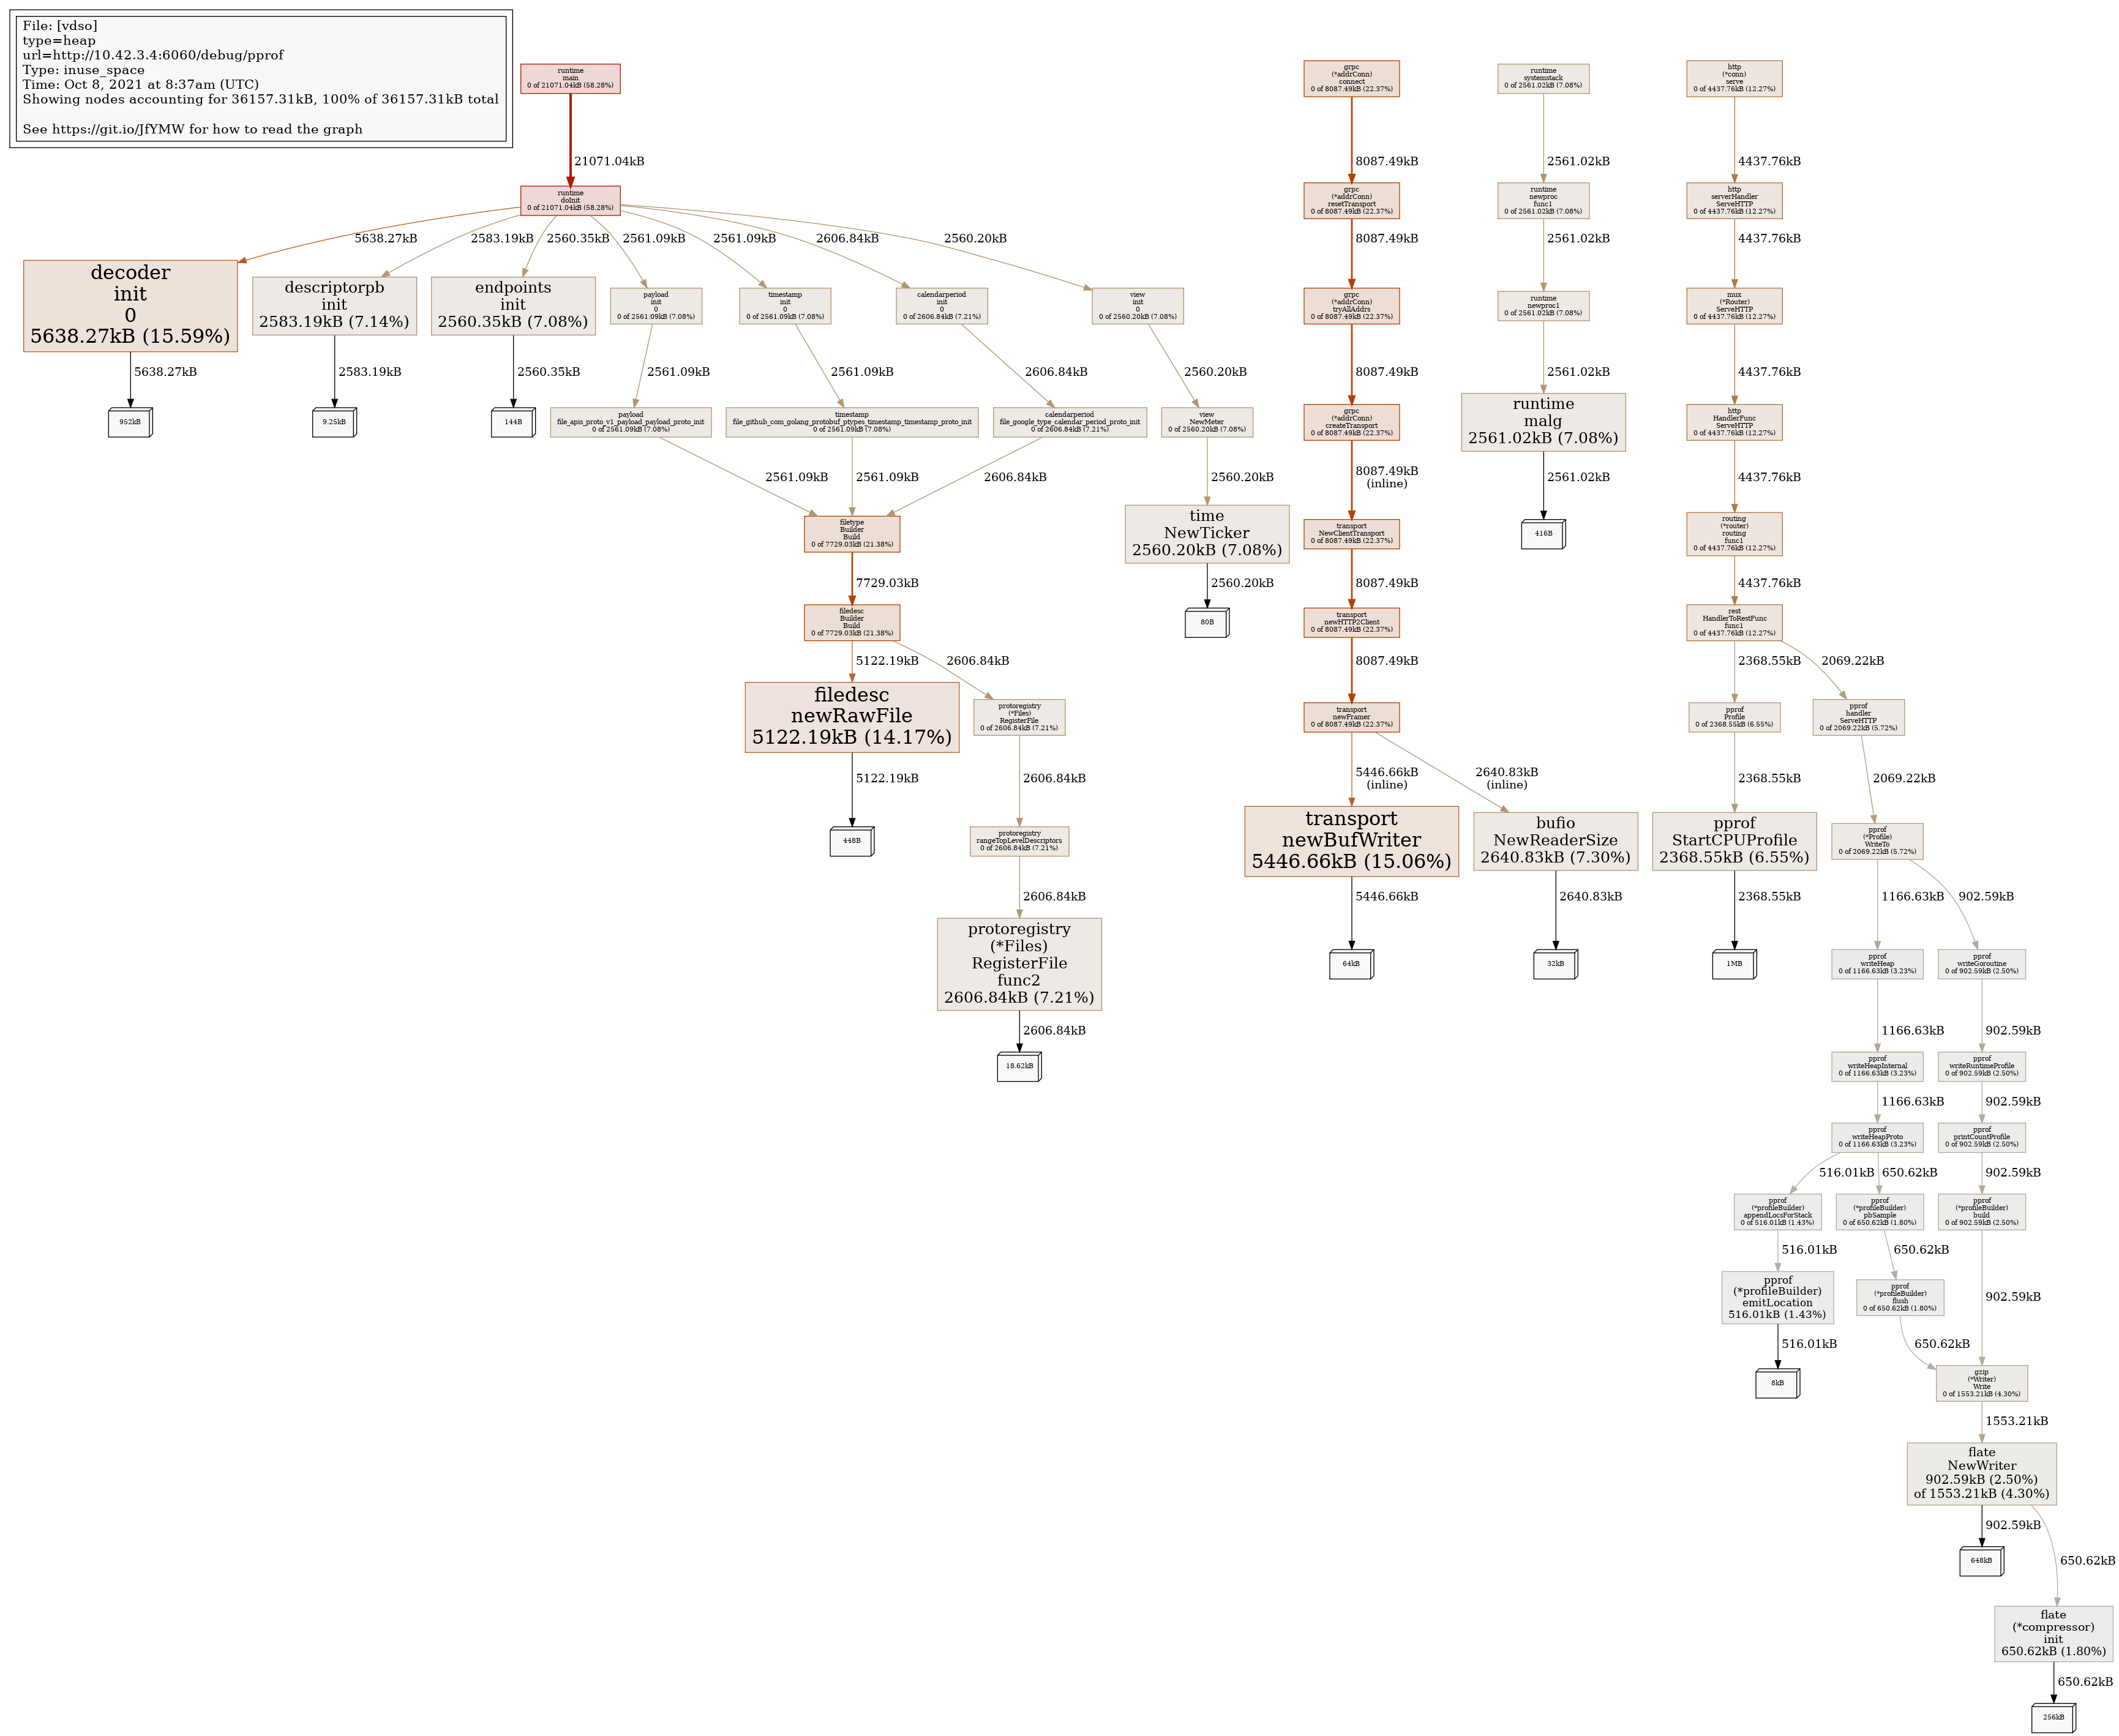 File: [vdso]
type=heap
url=http://10.42.3.4:6060/debug/pprof
Type: inuse_space
Time: Oct 8, 2021 at 8:37am (UTC)
Showing nodes accounting for 36157.31kB, 100% of 36157.31kB total
See https://git.io/JfYMW for how to read the graph
runtime
main
0 of 21071.04kB (58.28%)
21071.04kB
runtime
doInit
0 of 21071.04kB (58.28%)
5638.27kB
2583.19kB
2560.35kB
2561.09kB
2561.09kB
2606.84kB
2560.20kB
decoder
init
0
5638.27kB (15.59%)
5638.27kB
952kB
descriptorpb
init
2583.19kB (7.14%)
2583.19kB
9.25kB
endpoints
init
2560.35kB (7.08%)
2560.35kB
144B
payload
init
0
0 of 2561.09kB (7.08%)
2561.09kB
payload
file_apis_proto_v1_payload_payload_proto_init
0 of 2561.09kB (7.08%)
2561.09kB
timestamp
init
0
0 of 2561.09kB (7.08%)
2561.09kB
timestamp
file_github_com_golang_protobuf_ptypes_timestamp_timestamp_proto_init
0 of 2561.09kB (7.08%)
2561.09kB
calendarperiod
init
0
0 of 2606.84kB (7.21%)
2606.84kB
calendarperiod
file_google_type_calendar_period_proto_init
0 of 2606.84kB (7.21%)
2606.84kB
view
init
0
0 of 2560.20kB (7.08%)
2560.20kB
view
NewMeter
0 of 2560.20kB (7.08%)
2560.20kB
time
NewTicker
2560.20kB (7.08%)
2560.20kB
80B
filetype
Builder
Build
0 of 7729.03kB (21.38%)
7729.03kB
filedesc
Builder
Build
0 of 7729.03kB (21.38%)
5122.19kB
2606.84kB
filedesc
newRawFile
5122.19kB (14.17%)
5122.19kB
448B
protoregistry
(*Files)
RegisterFile
0 of 2606.84kB (7.21%)
2606.84kB
protoregistry
rangeTopLevelDescriptors
0 of 2606.84kB (7.21%)
2606.84kB
protoregistry
(*Files)
RegisterFile
func2
2606.84kB (7.21%)
2606.84kB
18.62kB
grpc
(*addrConn)
connect
0 of 8087.49kB (22.37%)
8087.49kB
grpc
(*addrConn)
resetTransport
0 of 8087.49kB (22.37%)
8087.49kB
grpc
(*addrConn)
tryAllAddrs
0 of 8087.49kB (22.37%)
8087.49kB
grpc
(*addrConn)
createTransport
0 of 8087.49kB (22.37%)
8087.49kB
(inline)
transport
NewClientTransport
0 of 8087.49kB (22.37%)
8087.49kB
transport
newHTTP2Client
0 of 8087.49kB (22.37%)
8087.49kB
transport
newFramer
0 of 8087.49kB (22.37%)
5446.66kB
(inline)
2640.83kB
(inline)
transport
newBufWriter
5446.66kB (15.06%)
5446.66kB
64kB
bufio
NewReaderSize
2640.83kB (7.30%)
2640.83kB
32kB
runtime
systemstack
0 of 2561.02kB (7.08%)
2561.02kB
runtime
newproc
func1
0 of 2561.02kB (7.08%)
2561.02kB
runtime
newproc1
0 of 2561.02kB (7.08%)
2561.02kB
runtime
malg
2561.02kB (7.08%)
2561.02kB
416B
http
(*conn)
serve
0 of 4437.76kB (12.27%)
4437.76kB
http
serverHandler
ServeHTTP
0 of 4437.76kB (12.27%)
4437.76kB
mux
(*Router)
ServeHTTP
0 of 4437.76kB (12.27%)
4437.76kB
http
HandlerFunc
ServeHTTP
0 of 4437.76kB (12.27%)
4437.76kB
routing
(*router)
routing
func1
0 of 4437.76kB (12.27%)
4437.76kB
rest
HandlerToRestFunc
func1
0 of 4437.76kB (12.27%)
2368.55kB
2069.22kB
pprof
Profile
0 of 2368.55kB (6.55%)
2368.55kB
pprof
StartCPUProfile
2368.55kB (6.55%)
2368.55kB
1MB
pprof
handler
ServeHTTP
0 of 2069.22kB (5.72%)
2069.22kB
pprof
(*Profile)
WriteTo
0 of 2069.22kB (5.72%)
1166.63kB
902.59kB
pprof
writeHeap
0 of 1166.63kB (3.23%)
1166.63kB
pprof
writeHeapInternal
0 of 1166.63kB (3.23%)
1166.63kB
pprof
writeHeapProto
0 of 1166.63kB (3.23%)
516.01kB
650.62kB
pprof
writeGoroutine
0 of 902.59kB (2.50%)
902.59kB
pprof
writeRuntimeProfile
0 of 902.59kB (2.50%)
902.59kB
pprof
printCountProfile
0 of 902.59kB (2.50%)
902.59kB
pprof
(*profileBuilder)
appendLocsForStack
0 of 516.01kB (1.43%)
516.01kB
pprof
(*profileBuilder)
emitLocation
516.01kB (1.43%)
516.01kB
8kB
pprof
(*profileBuilder)
pbSample
0 of 650.62kB (1.80%)
650.62kB
pprof
(*profileBuilder)
flush
0 of 650.62kB (1.80%)
650.62kB
pprof
(*profileBuilder)
build
0 of 902.59kB (2.50%)
902.59kB
gzip
(*Writer)
Write
0 of 1553.21kB (4.30%)
1553.21kB
flate
NewWriter
902.59kB (2.50%)
of 1553.21kB (4.30%)
902.59kB
648kB
650.62kB
flate
(*compressor)
init
650.62kB (1.80%)
650.62kB
256kB